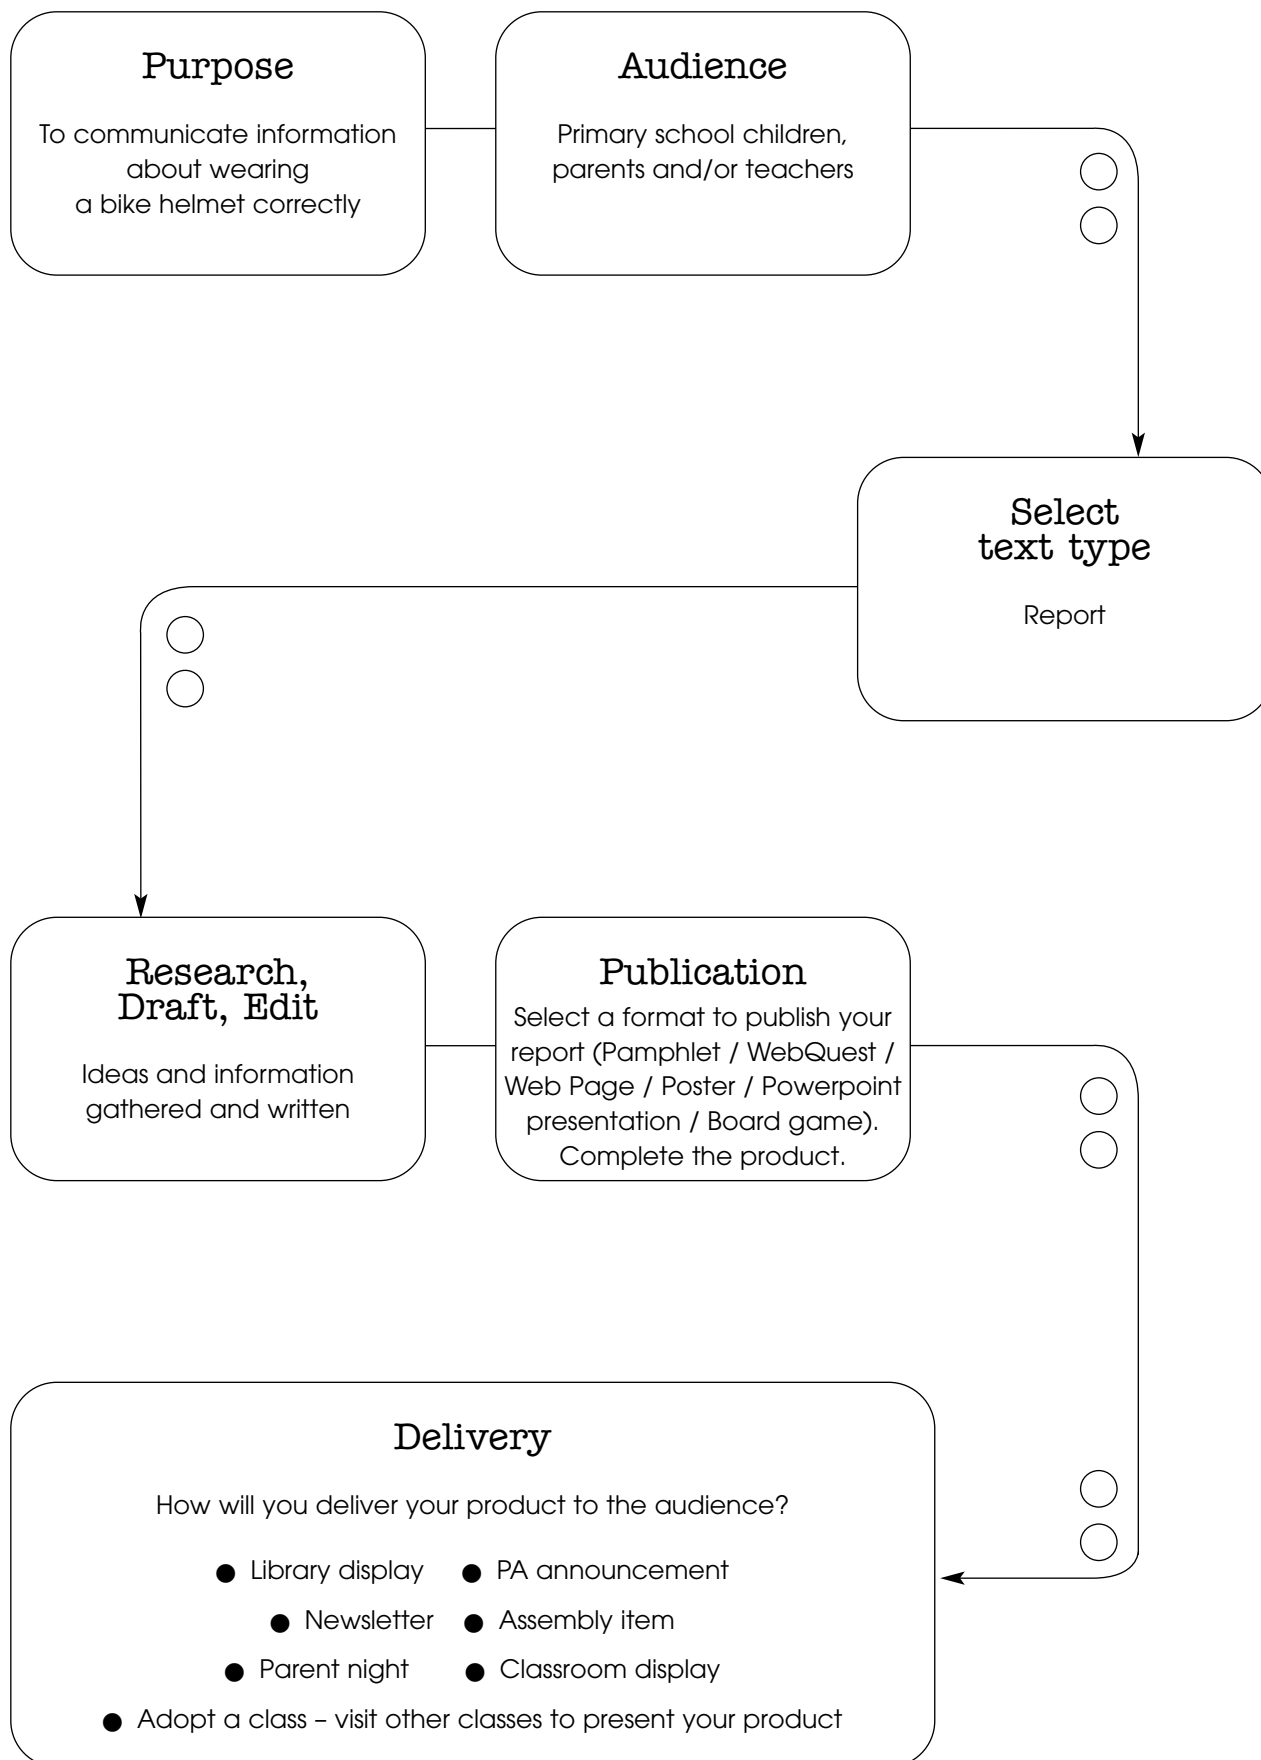 Purpose
To communicate information
about wearing
a bike helmet correctly
Audience
Primary school children,
parents and/or teachers
Select
text type
Report
Research,
Draft, Edit
Ideas and information
gathered and written
Publication
Select a format to publish your
report (Pamphlet / WebQuest /
Web Page / Poster / Powerpoint
presentation / Board game).
Complete the product.
Delivery
How will you deliver your product to the audience?
● Library display ● PA announcement
● Newsletter ● Assembly item
● Parent night ● Classroom display
● Adopt a class – visit other classes to present your product